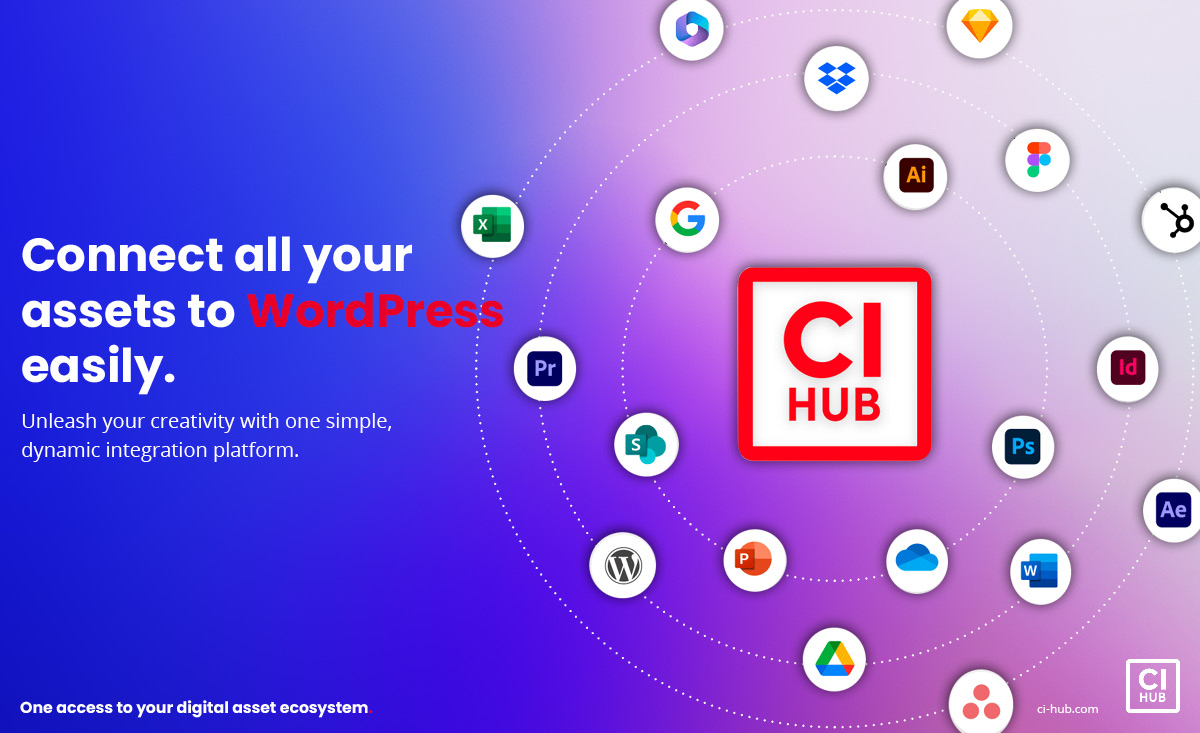 Connect all your
assets to WordPress
easily.
Unleash your creativity with one simple,
dynamic integration platform.
X
Ai
Pr
CI
HUB
Id
S
Ps
Ae
W
P
W
One access to your digital asset ecosystem.
ci-hub.com
CI
HUB